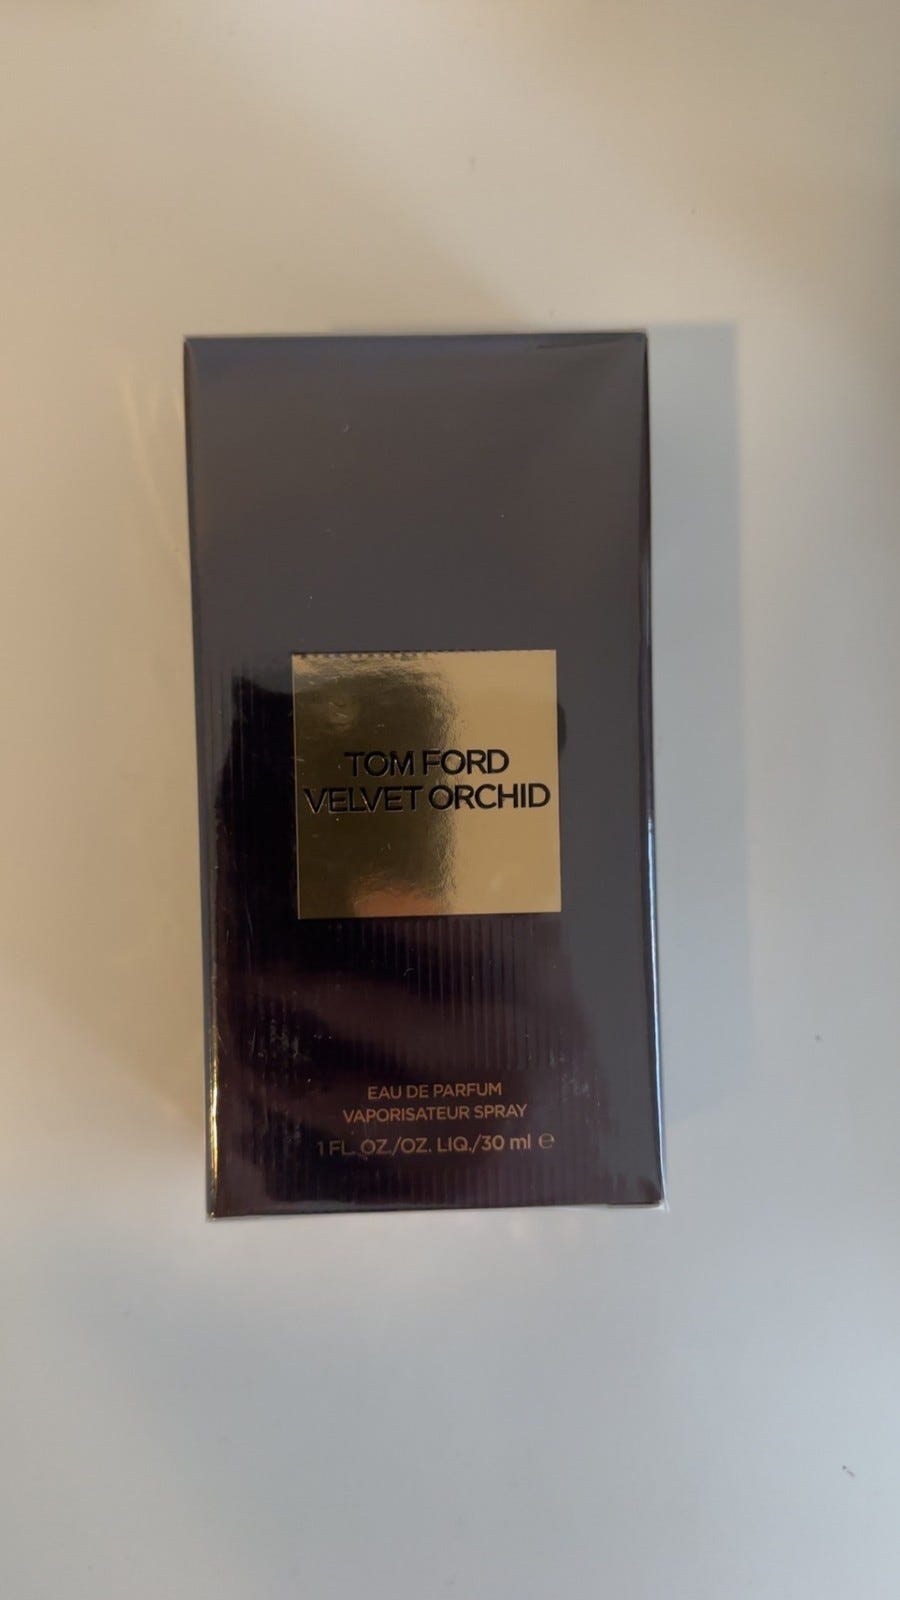 TOM FORD
VELVET ORCHID
EAU DE PARFUM
VAPORISATEUR SPRAY
1 FL. OZ./OZ. LIQ./30 ml ℮